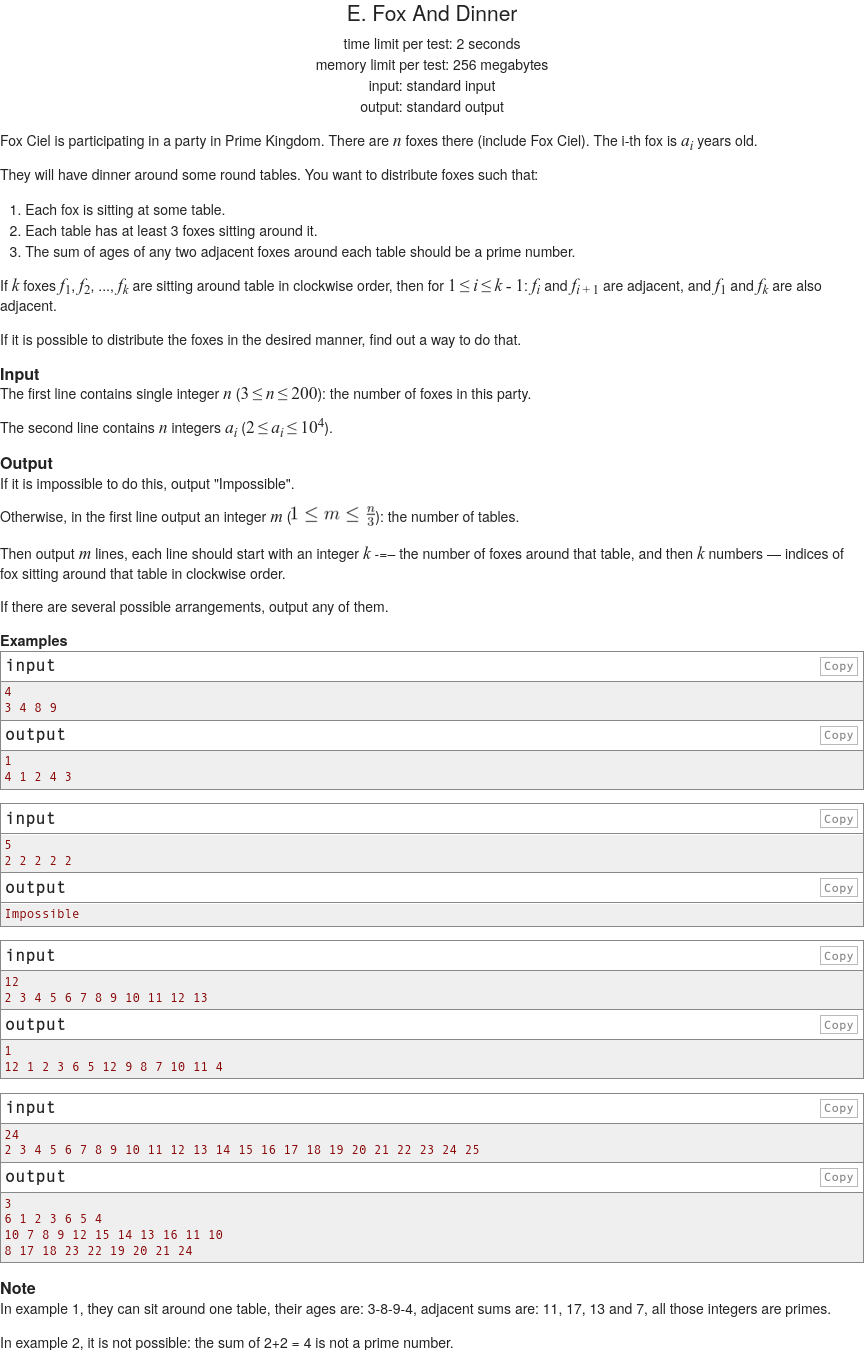 E. Fox And Dinner
time limit per test: 2 seconds
memory limit per test: 256 megabytes
input: standard input
output: standard output
Fox Ciel is participating in a party in Prime Kingdom. There are n foxes there (include Fox Ciel). The i-th fox is a_i years old.
They will have dinner around some round tables. You want to distribute foxes such that:
1. Each fox is sitting at some table.
2. Each table has at least 3 foxes sitting around it.
3. The sum of ages of any two adjacent foxes around each table should be a prime number.
If k foxes f_1, f_2, ..., f_k are sitting around table in clockwise order, then for 1 ≤ i ≤ k - 1: f_i and f_{i + 1} are adjacent, and f_1 and f_k are also
adjacent.
If it is possible to distribute the foxes in the desired manner, find out a way to do that.
Input
The first line contains single integer n (3 ≤ n ≤ 200): the number of foxes in this party.
The second line contains n integers a_i (2 ≤ a_i ≤ 10^4).
Output
If it is impossible to do this, output "Impossible".
Otherwise, in the first line output an integer m (1 ≤ m ≤ n/3): the number of tables.
Then output m lines, each line should start with an integer k -=– the number of foxes around that table, and then k numbers — indices of
fox sitting around that table in clockwise order.
If there are several possible arrangements, output any of them.
Examples
input Copy
4
3 4 8 9
output Copy
1
4 1 2 4 3
input Copy
5
2 2 2 2 2
output Copy
Impossible
input Copy
12
2 3 4 5 6 7 8 9 10 11 12 13
output Copy
1
12 1 2 3 6 5 12 9 8 7 10 11 4
input Copy
24
2 3 4 5 6 7 8 9 10 11 12 13 14 15 16 17 18 19 20 21 22 23 24 25
output Copy
3
6 1 2 3 6 5 4
10 7 8 9 12 15 14 13 16 11 10
8 17 18 23 22 19 20 21 24
Note
In example 1, they can sit around one table, their ages are: 3-8-9-4, adjacent sums are: 11, 17, 13 and 7, all those integers are primes.
In example 2, it is not possible: the sum of 2+2 = 4 is not a prime number.